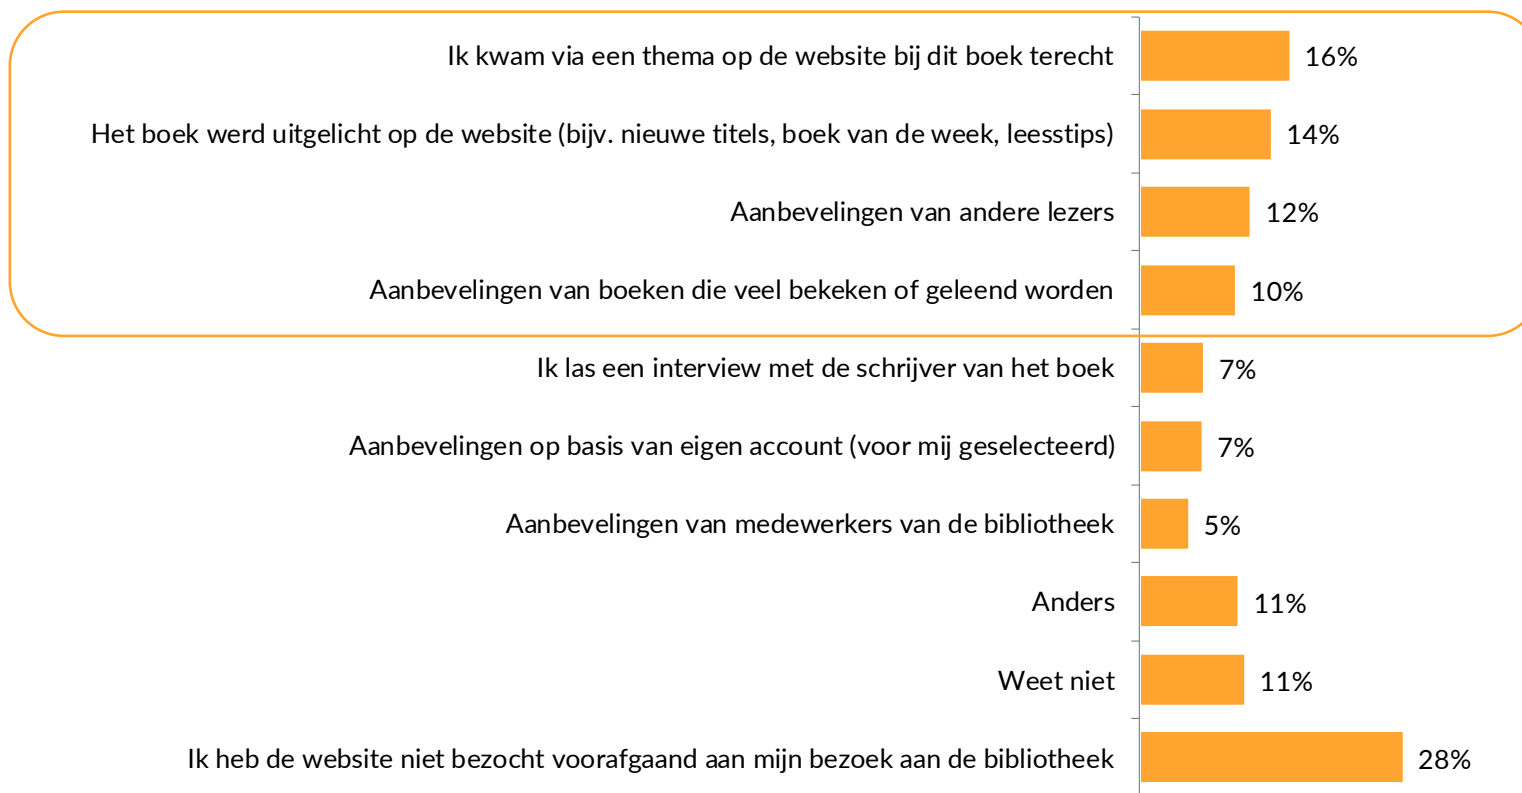 Ik kwam via een thema op de website bij dit boek terecht 16%
Het boek werd uitgelicht op de website (bijv. nieuwe titels, boek van de week, leesstips) 14%
Aanbevelingen van andere lezers 12%
Aanbevelingen van boeken die veel bekeken of geleend worden 10%
Ik las een interview met de schrijver van het boek 7%
Aanbevelingen op basis van eigen account (voor mij geselecteerd) 7%
Aanbevelingen van medewerkers van de bibliotheek 5%
Anders 11%
Weet niet 11%
Ik heb de website niet bezocht voorafgaand aan mijn bezoek aan de bibliotheek 28%